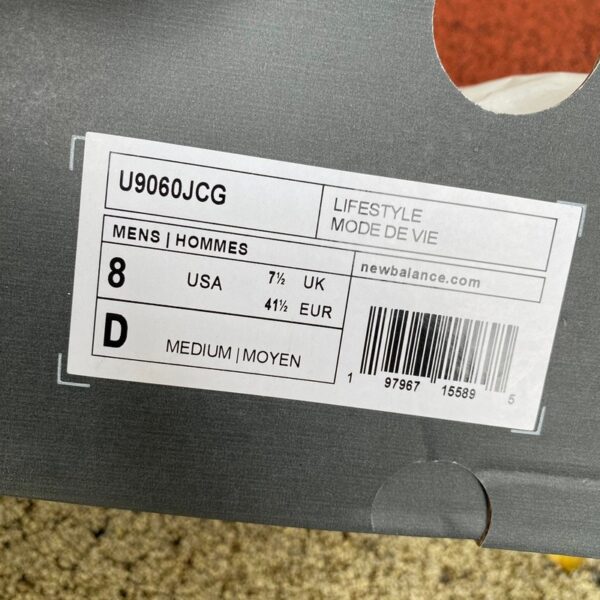 U9060JCG
LIFESTYLE
MODE DE VIE
MENS | HOMMES
newbalance.com
8 USA 7½ UK
41½ EUR
D MEDIUM | MOYEN
1 97967 15589 5